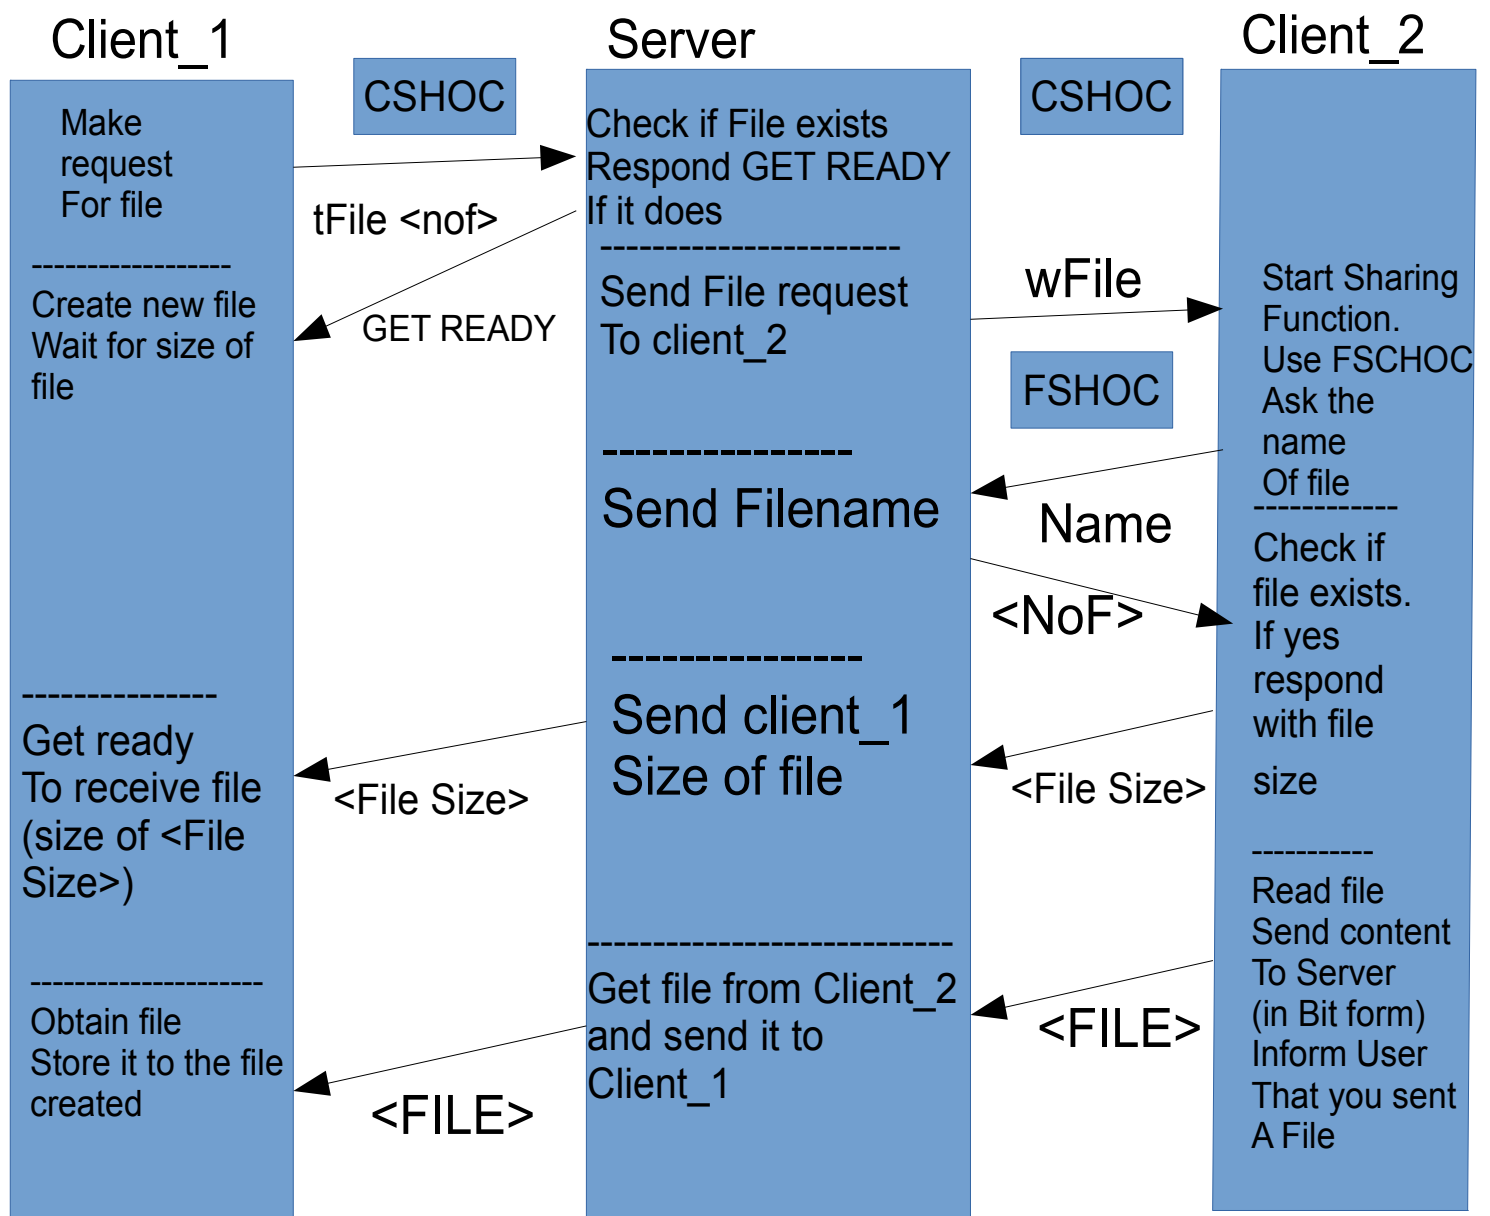 Client_1
Server
Client_2
CSHOC
CSHOC
Make
request
For file
------------------
Create new file
Wait for size of
file
---------------
Get ready
To receive file
(size of <File
Size>)
---------------------
Obtain file
Store it to the file
created
tFile <nof>
GET READY
<File Size>
<FILE>
Check if File exists
Respond GET READY
If it does
-----------------------
Send File request
To client_2
---------------
Send Filename
---------------
Send client_1
Size of file
----------------------------
Get file from Client_2
and send it to
Client_1
wFile
FSHOC
Name
<NoF>
<File Size>
<FILE>
Start Sharing
Function.
Use FSCHOC
Ask the
name
Of file
------------
Check if
file exists.
If yes
respond
with file
size
-----------
Read file
Send content
To Server
(in Bit form)
Inform User
That you sent
A File